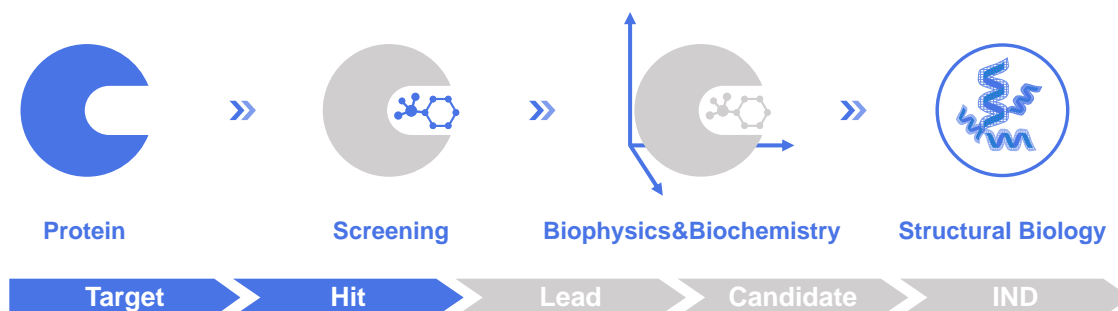 Protein
Screening
Biophysics&Biochemistry
Structural Biology
Target
Hit
Lead
Candidate
IND